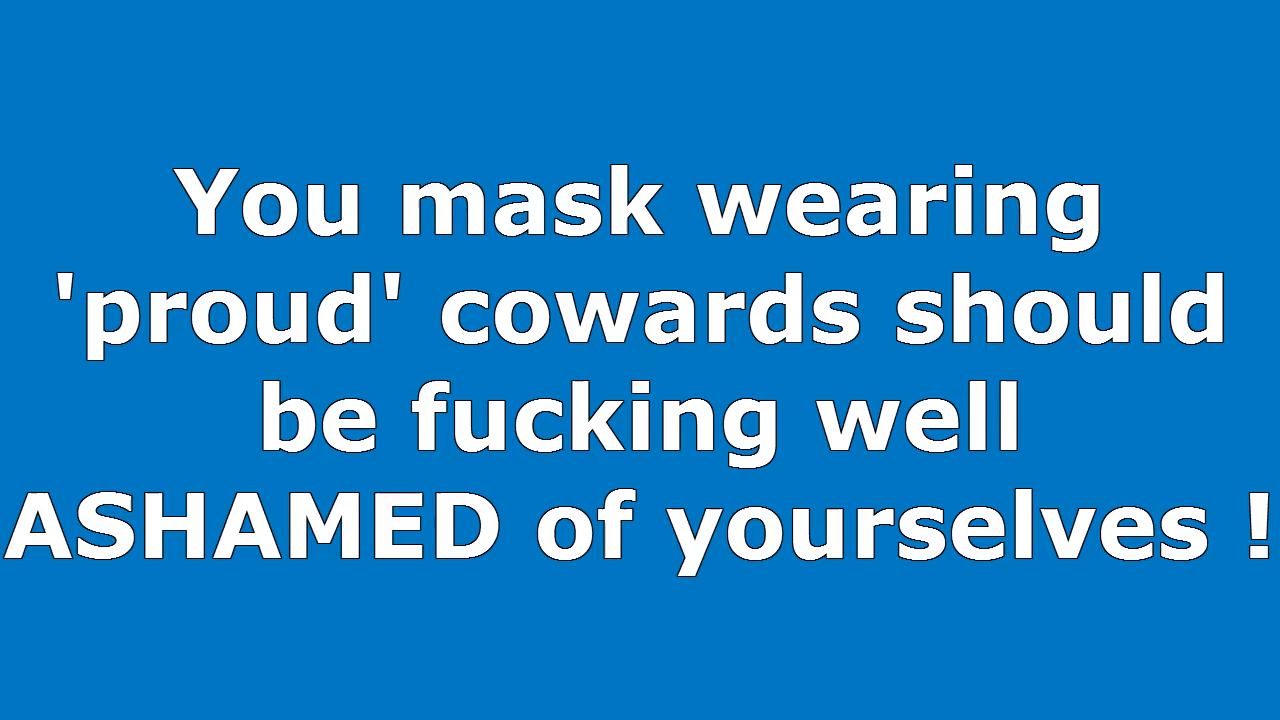 You mask wearing
'proud' cowards should
be fucking well
ASHAMED of yourselves !